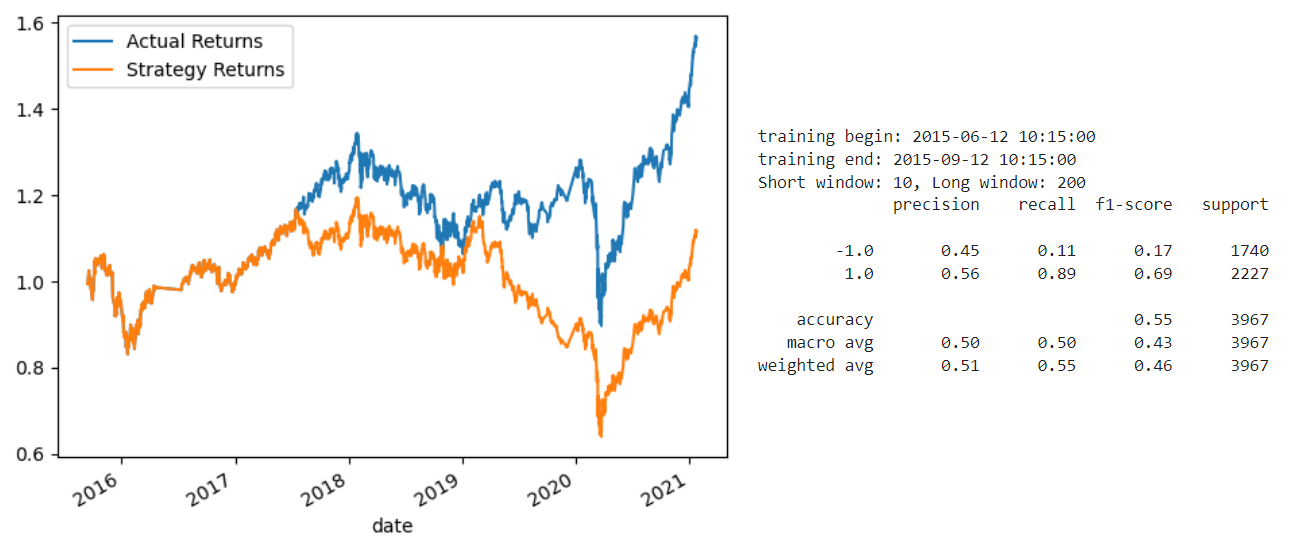 1.6
1.4
1.2
1.0
0.8
0.6
Actual Returns
Strategy Returns
2016
2017
2018
2019
2020
2021
date
training begin: 2015-06-12 10:15:00
training end: 2015-09-12 10:15:00
Short window: 10, Long window: 200
precision recall f1-score support
-1.0 0.45 0.11 0.17 1740
1.0 0.56 0.89 0.69 2227
accuracy 0.55 3967
macro avg 0.50 0.50 0.43 3967
weighted avg 0.51 0.55 0.46 3967